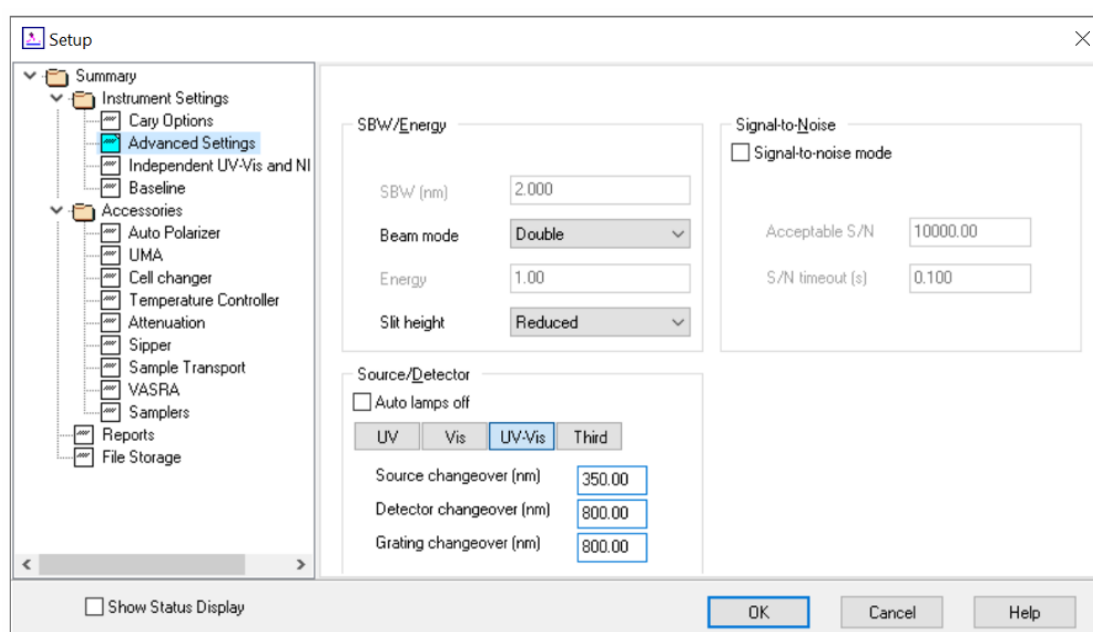 Setup
Summary
Instrument Settings
Cary Options
Advanced Settings
Independent UV-Vis and NI
Baseline
Accessories
Auto Polarizer
UMA
Cell changer
Temperature Controller
Attenuation
Sipper
Sample Transport
VASRA
Samplers
Reports
File Storage
SBW/Energy
SBW (nm) 2.000
Beam mode Double
Energy 1.00
Slit height Reduced
Signal-to-Noise
Signal-to-noise mode
Acceptable S/N 10000.00
S/N timeout (s) 0.100
Source/Detector
Auto lamps off
UV Vis UV-Vis Third
Source changeover (nm) 350.00
Detector changeover (nm) 800.00
Grating changeover (nm) 800.00
Show Status Display
OK Cancel Help